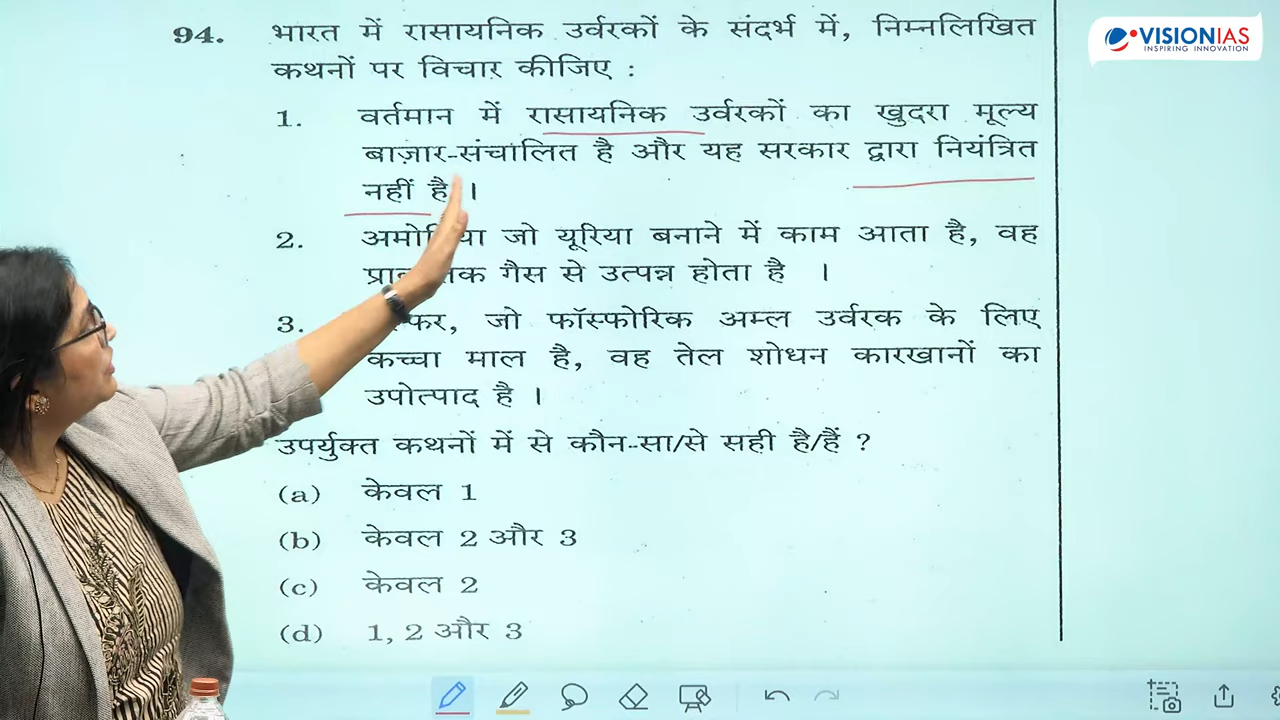 VISIONIAS
INSPIRING INNOVATION
94. भारत में रासायनिक उर्वरकों के संदर्भ में, निम्नलिखित
कथनों पर विचार कीजिए :
1. वर्तमान में रासायनिक उर्वरकों का खुदरा मूल्य
बाज़ार-संचालित है और यह सरकार द्वारा नियंत्रित
नहीं है ।
2. जो यूरिया बनाने में काम आता है, वह
गैस से उत्पन्न होता है ।
3. जो फॉस्फोरिक अम्ल उर्वरक के लिए
कच्चा माल है, वह तेल शोधन कारखानों का
उपोत्पाद है ।
उपर्युक्त कथनों में से कौन-सा/से सही है/हैं ?
(a) केवल 1
(b) केवल 2 और 3
(c) केवल 2
(d) 1, 2 और 3